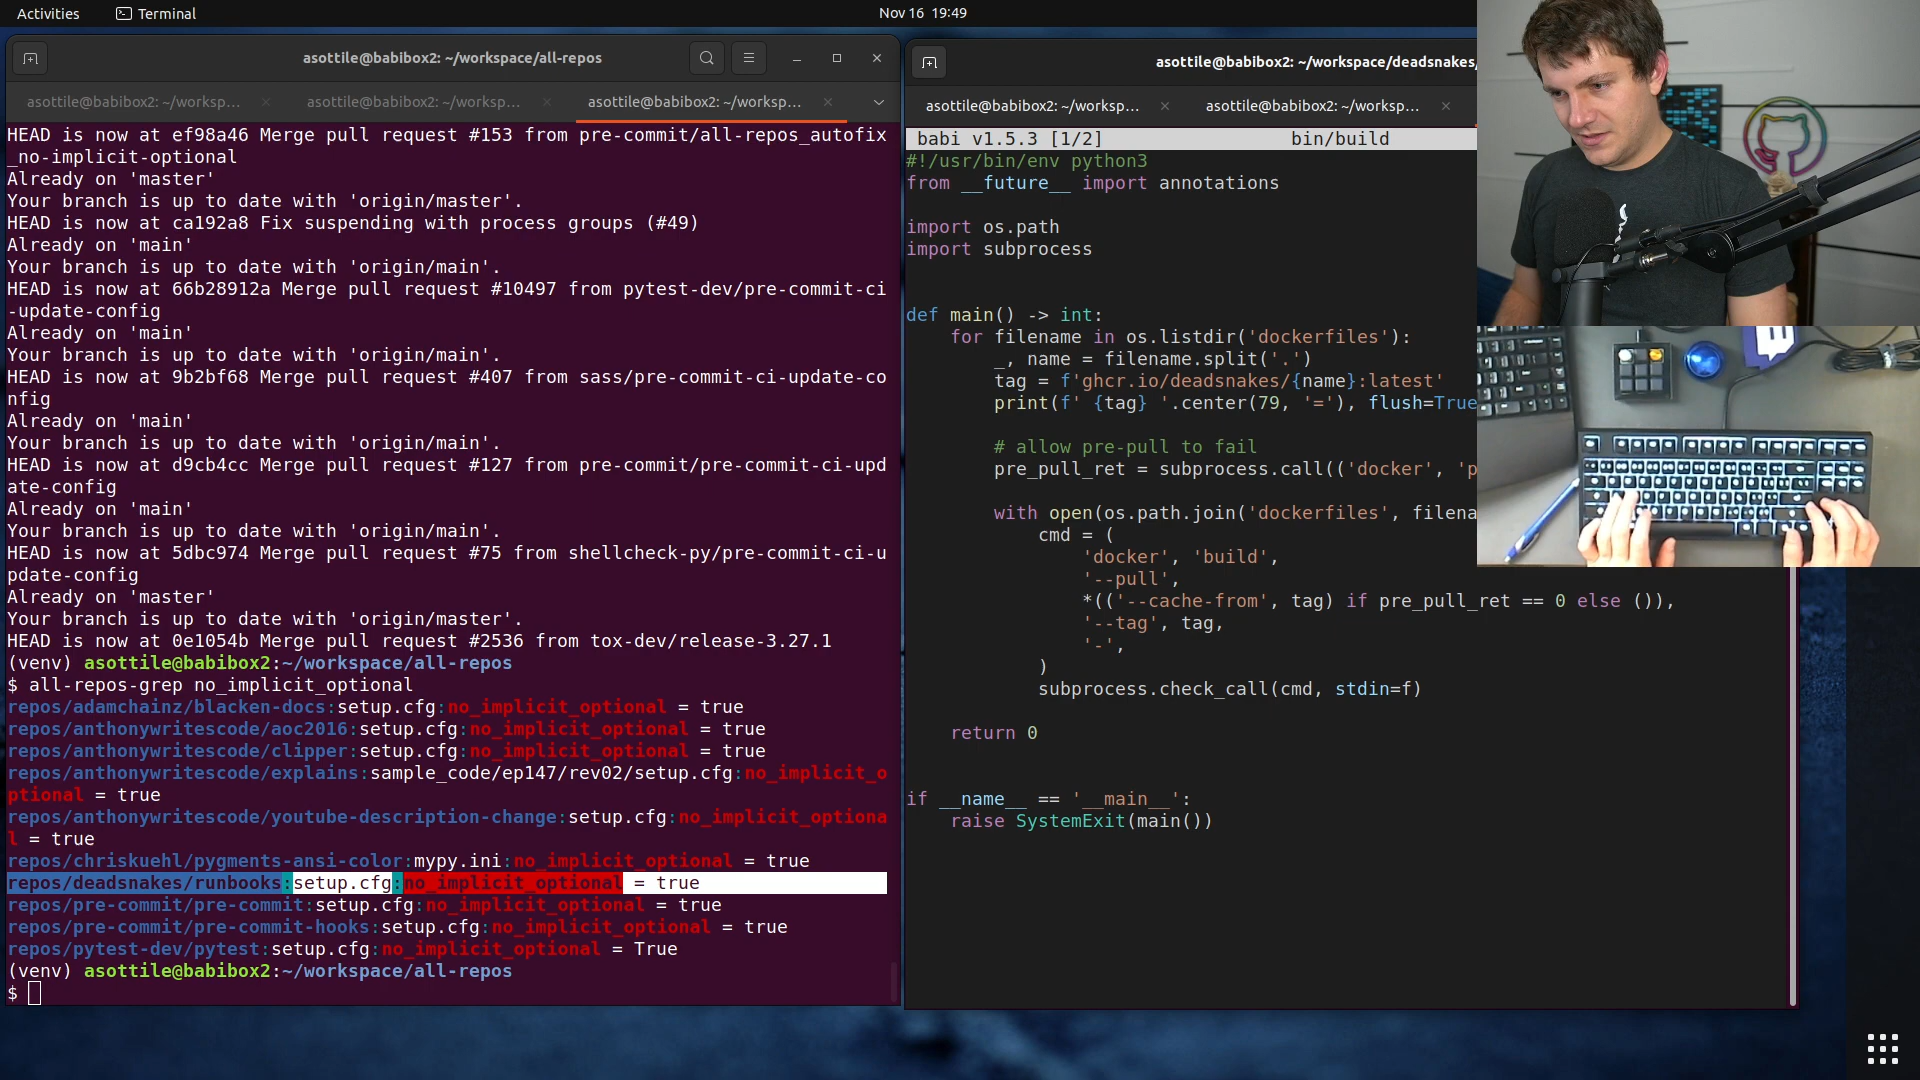 Activities
Terminal
Nov 16 19:49
asottile@babibox2: ~/workspace/all-repos
asottile@babibox2: ~/worksp...
asottile@babibox2: ~/worksp...
asottile@babibox2: ~/worksp...
HEAD is now at ef98a46 Merge pull request #153 from pre-commit/all-repos_autofix
_no-implicit-optional
Already on 'master'
Your branch is up to date with 'origin/master'.
HEAD is now at ca192a8 Fix suspending with process groups (#49)
Already on 'main'
Your branch is up to date with 'origin/main'.
HEAD is now at 66b28912a Merge pull request #10497 from pytest-dev/pre-commit-ci
-update-config
Already on 'main'
Your branch is up to date with 'origin/main'.
HEAD is now at 9b2bf68 Merge pull request #407 from sass/pre-commit-ci-update-co
nfig
Already on 'main'
Your branch is up to date with 'origin/main'.
HEAD is now at d9cb4cc Merge pull request #127 from pre-commit/pre-commit-ci-upd
ate-config
Already on 'main'
Your branch is up to date with 'origin/main'.
HEAD is now at 5dbc974 Merge pull request #75 from shellcheck-py/pre-commit-ci-u
pdate-config
Already on 'master'
Your branch is up to date with 'origin/master'.
HEAD is now at 0e1054b Merge pull request #2536 from tox-dev/release-3.27.1
(venv) asottile@babibox2:~/workspace/all-repos
$ all-repos-grep no_implicit_optional
repos/adamchainz/blacken-docs:setup.cfg:no_implicit_optional = true
repos/anthonywritescode/aoc2016:setup.cfg:no_implicit_optional = true
repos/anthonywritescode/clipper:setup.cfg:no_implicit_optional = true
repos/anthonywritescode/explains:sample_code/ep147/rev02/setup.cfg:no_implicit_o
ptional = true
repos/anthonywritescode/youtube-description-change:setup.cfg:no_implicit_optiona
l = true
repos/chriskuehl/pygments-ansi-color:mypy.ini:no_implicit_optional = true
repos/deadsnakes/runbooks:setup.cfg:no_implicit_optional = true
repos/pre-commit/pre-commit:setup.cfg:no_implicit_optional = true
repos/pre-commit/pre-commit-hooks:setup.cfg:no_implicit_optional = true
repos/pytest-dev/pytest:setup.cfg:no_implicit_optional = True
(venv) asottile@babibox2:~/workspace/all-repos
$
asottile@babibox2: ~/workspace/deadsnakes/
asottile@babibox2: ~/worksp...
asottile@babibox2: ~/worksp...
babi v1.5.3 [1/2] bin/build
#!/usr/bin/env python3
from __future__ import annotations
import os.path
import subprocess
def main() -> int:
    for filename in os.listdir('dockerfiles'):
        _, name = filename.split('.')
        tag = f'ghcr.io/deadsnakes/{name}:latest'
        print(f' {tag} '.center(79, '='), flush=True
        # allow pre-pull to fail
        pre_pull_ret = subprocess.call(('docker', 'p
        with open(os.path.join('dockerfiles', filena
            cmd = (
                'docker', 'build',
                '--pull',
                *(('--cache-from', tag) if pre_pull_ret == 0 else ()),
                '--tag', tag,
                '-',
            )
            subprocess.check_call(cmd, stdin=f)
    return 0
if __name__ == '__main__':
    raise SystemExit(main())